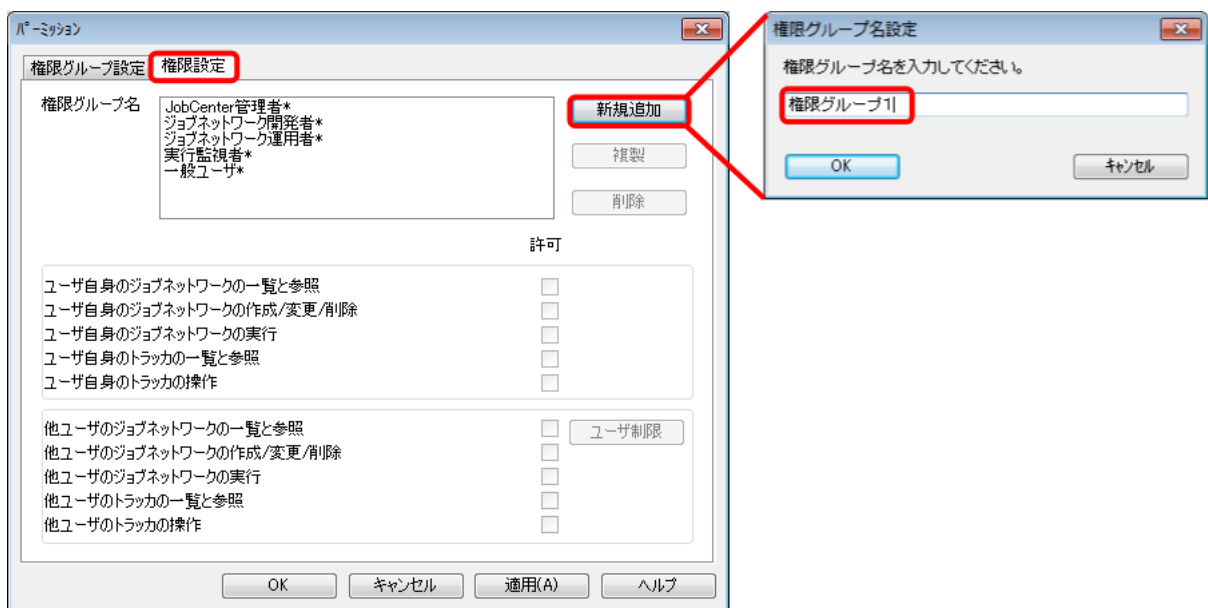 パーミッション
権限グループ設定 権限設定
権限グループ名
JobCenter管理者*
ジョブネットワーク開発者*
ジョブネットワーク運用者*
実行監視者*
一般ユーザ*
新規追加
複製
削除
許可
ユーザ自身のジョブネットワークの一覧と参照
ユーザ自身のジョブネットワークの作成/変更/削除
ユーザ自身のジョブネットワークの実行
ユーザ自身のトラッカの一覧と参照
ユーザ自身のトラッカの操作
他ユーザのジョブネットワークの一覧と参照 ユーザ制限
他ユーザのジョブネットワークの作成/変更/削除
他ユーザのジョブネットワークの実行
他ユーザのトラッカの一覧と参照
他ユーザのトラッカの操作
OK キャンセル 適用(A) ヘルプ
権限グループ名設定
権限グループ名を入力してください。
権限グループ1
OK キャンセル